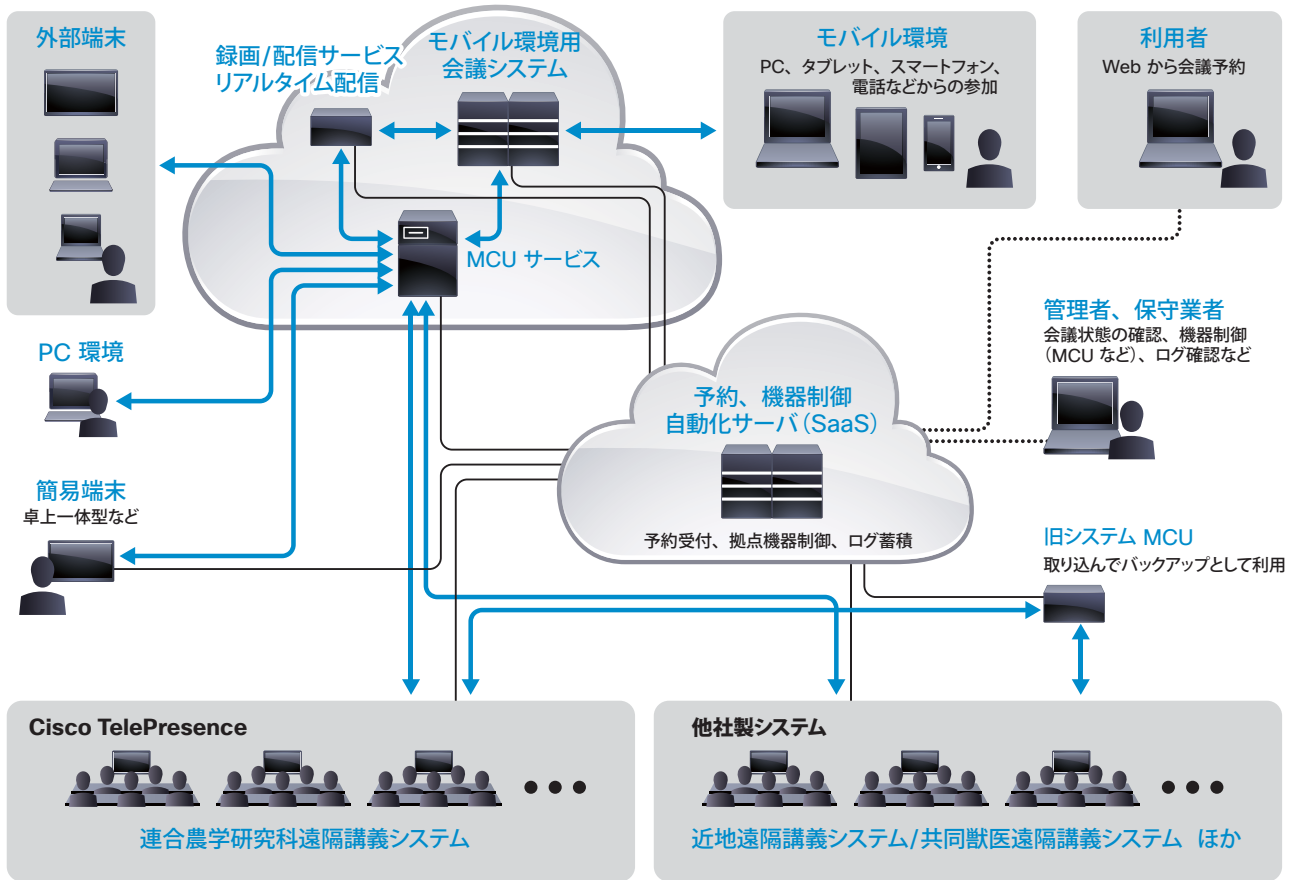 外部端末
録画/配信サービス
リアルタイム配信
モバイル環境用
会議システム
モバイル環境
PC、タブレット、スマートフォン、
電話などからの参加
利用者
Web から会議予約
MCU サービス
PC 環境
管理者、保守業者
会議状態の確認、機器制御
（MCU など）、ログ確認など
予約、機器制御
自動化サーバ（SaaS）
予約受付、拠点機器制御、ログ蓄積
簡易端末
卓上一体型など
旧システム MCU
取り込んでバックアップとして利用
Cisco TelePresence
連合農学研究科遠隔講義システム
他社製システム
近地遠隔講義システム/共同獣医遠隔講義システム ほか